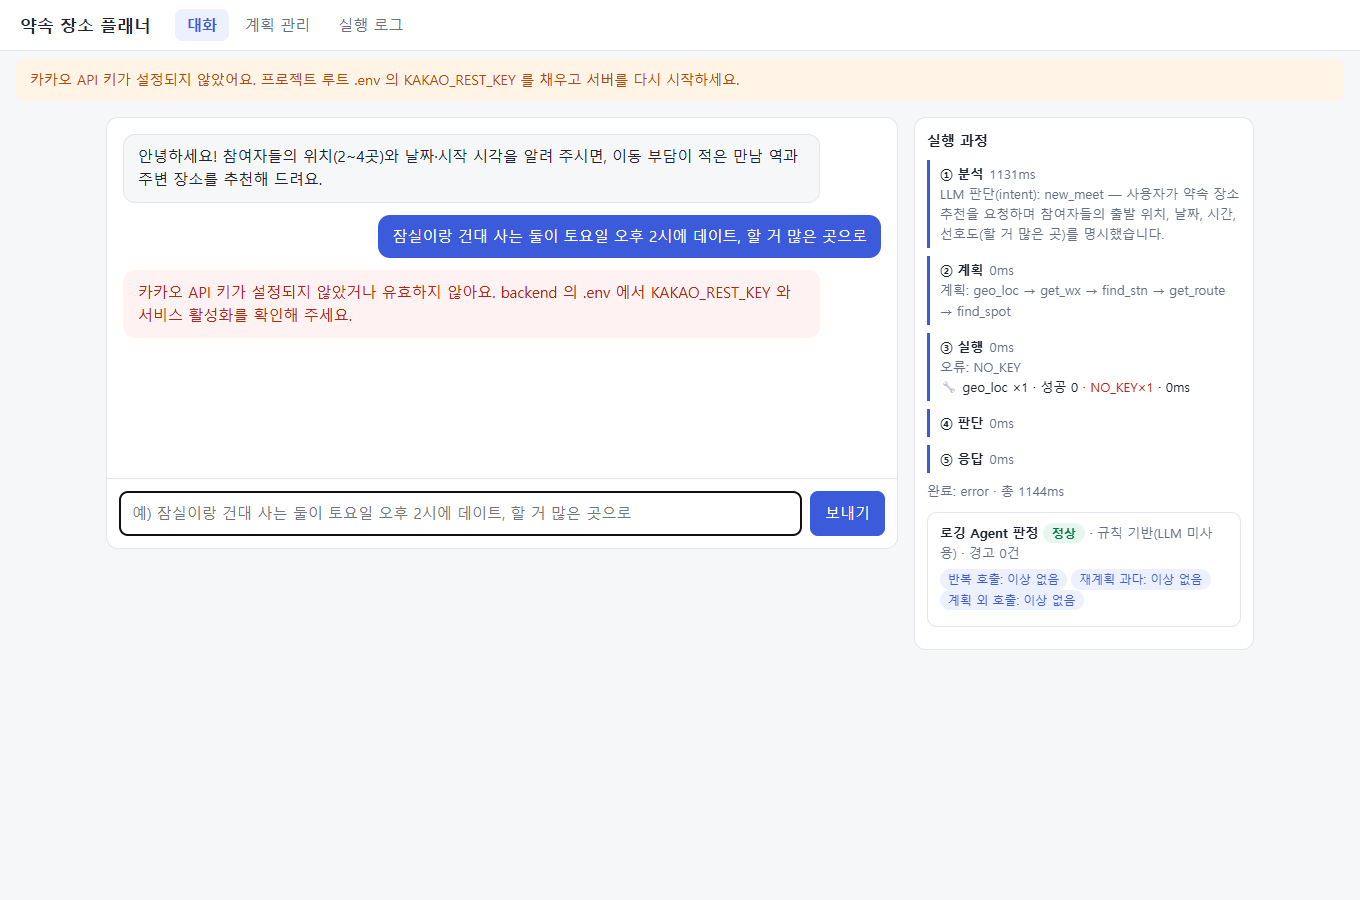 약속 장소 플래너
대화
계획 관리
실행 로그
카카오 API 키가 설정되지 않았어요. 프로젝트 루트 .env 의 KAKAO_REST_KEY 를 채우고 서버를 다시 시작하세요.
안녕하세요! 참여자들의 위치(2~4곳)와 날짜·시작 시각을 알려 주시면, 이동 부담이 적은 만남 역과
주변 장소를 추천해 드려요.
잠실이랑 건대 사는 둘이 토요일 오후 2시에 데이트, 할 거 많은 곳으로
카카오 API 키가 설정되지 않았거나 유효하지 않아요. backend 의 .env 에서 KAKAO_REST_KEY 와
서비스 활성화를 확인해 주세요.
예) 잠실이랑 건대 사는 둘이 토요일 오후 2시에 데이트, 할 거 많은 곳으로
보내기
실행 과정
① 분석 1131ms
LLM 판단(intent): new_meet — 사용자가 약속 장소
추천을 요청하며 참여자들의 출발 위치, 날짜, 시간,
선호도(할 거 많은 곳)를 명시했습니다.
② 계획 0ms
계획: geo_loc → get_wx → find_stn → get_route
→ find_spot
③ 실행 0ms
오류: NO_KEY
geo_loc ×1 · 성공 0 · NO_KEY×1 · 0ms
④ 판단 0ms
⑤ 응답 0ms
완료: error · 총 1144ms
로깅 Agent 판정 정상 · 규칙 기반(LLM 미사
용) · 경고 0건
반복 호출: 이상 없음 재계획 과다: 이상 없음
계획 외 호출: 이상 없음